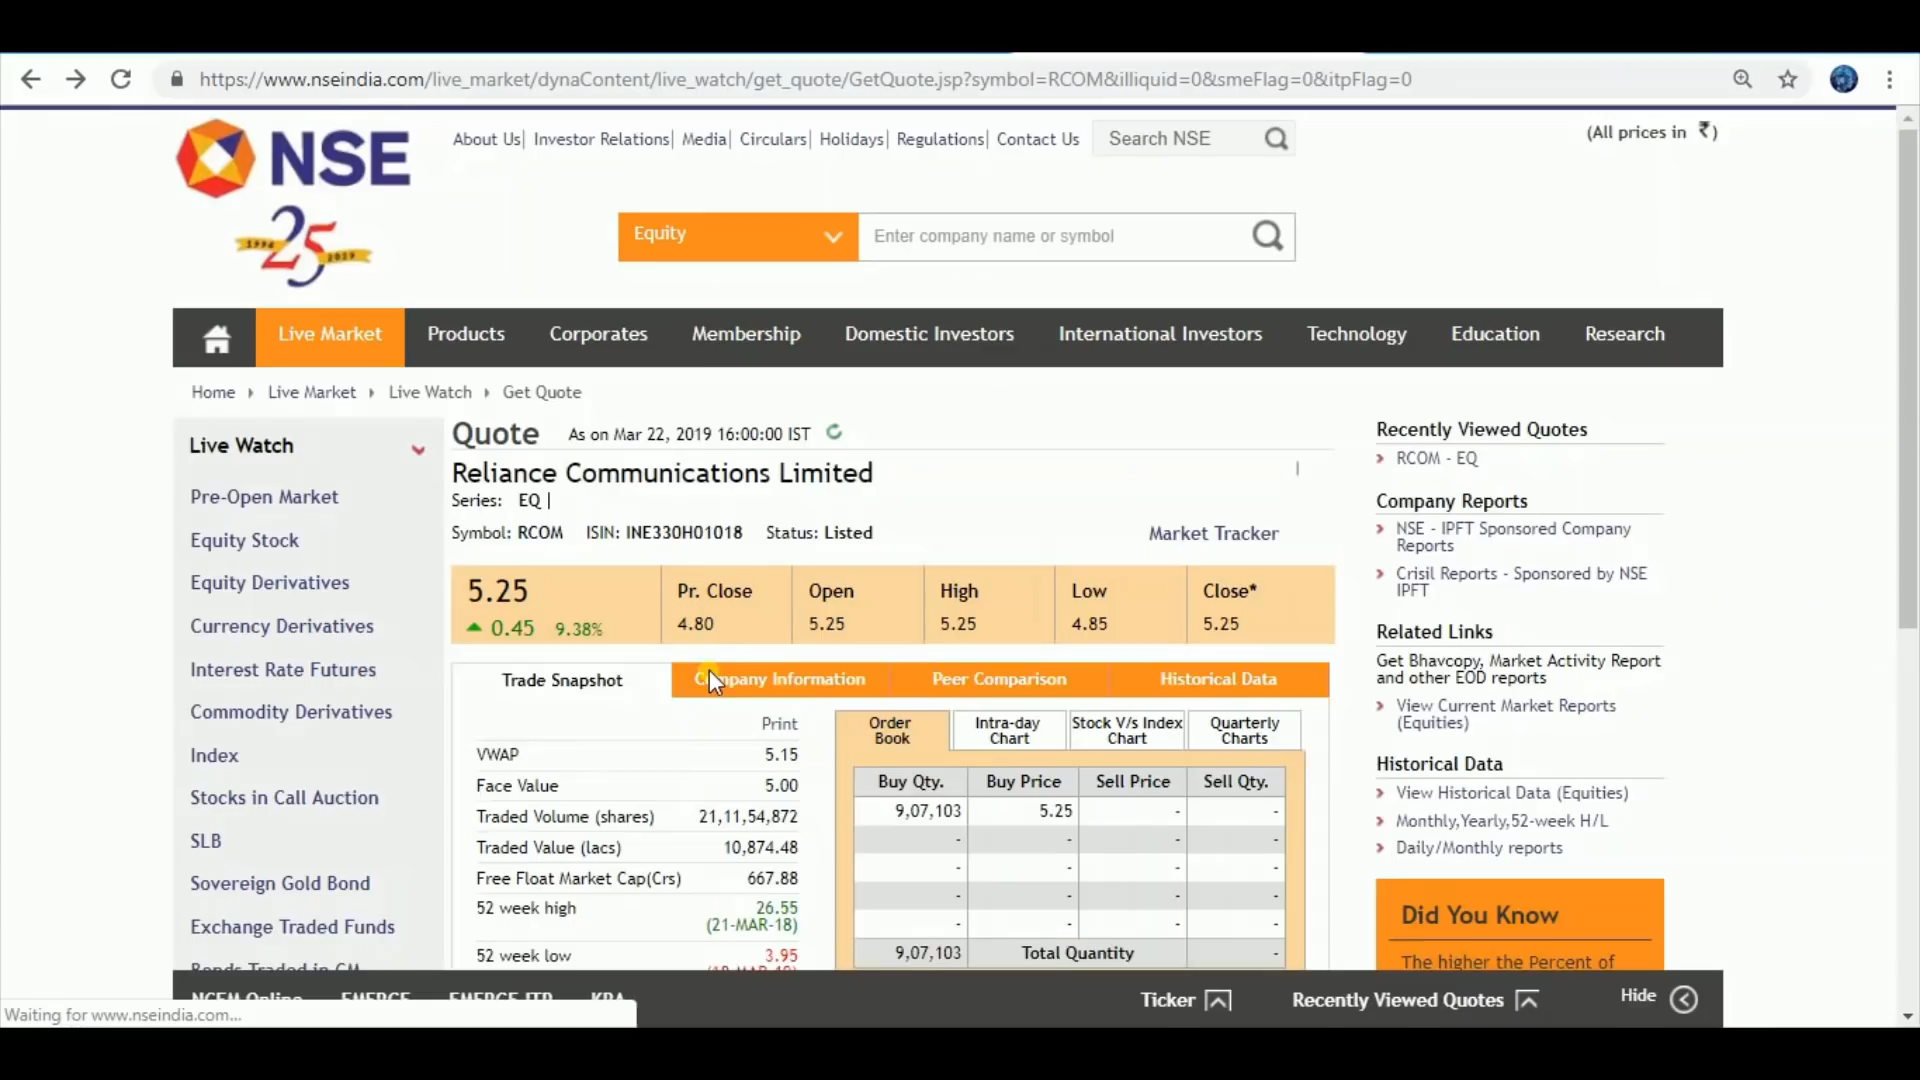 https://www.nseindia.com/live_market/dynaContent/live_watch/get_quote/GetQuote.jsp?symbol=RCOM&illiquid=0&smeFlag=0&itpFlag=0
NSE
1994 25 2019
About Us| Investor Relations| Media| Circulars| Holidays| Regulations| Contact Us
Search NSE
(All prices in ₹)
Equity
Enter company name or symbol
Live Market Products Corporates Membership Domestic Investors International Investors Technology Education Research
Home Live Market Live Watch Get Quote
Live Watch
Pre-Open Market
Equity Stock
Equity Derivatives
Currency Derivatives
Interest Rate Futures
Commodity Derivatives
Index
Stocks in Call Auction
SLB
Sovereign Gold Bond
Exchange Traded Funds
Quote As on Mar 22, 2019 16:00:00 IST
Reliance Communications Limited
Series: EQ |
Symbol: RCOM ISIN: INE330H01018 Status: Listed
Market Tracker
5.25 Pr. Close Open High Low Close*
0.45 9.38% 4.80 5.25 5.25 4.85 5.25
Trade Snapshot Company Information Peer Comparison Historical Data
Print
VWAP 5.15
Face Value 5.00
Traded Volume (shares) 21,11,54,872
Traded Value (lacs) 10,874.48
Free Float Market Cap(Crs) 667.88
52 week high 26.55
(21-MAR-18)
52 week low 3.95
Order Book
Intra-day Chart
Stock V/s Index Chart
Quarterly Charts
Buy Qty. Buy Price Sell Price Sell Qty.
9,07,103 5.25 - -
- - - -
- - - -
- - - -
- - - -
9,07,103 Total Quantity -
Recently Viewed Quotes
RCOM - EQ
Company Reports
NSE - IPFT Sponsored Company
Reports
Crisil Reports - Sponsored by NSE
IPFT
Related Links
Get Bhavcopy, Market Activity Report
and other EOD reports
View Current Market Reports
(Equities)
Historical Data
View Historical Data (Equities)
Monthly,Yearly,52-week H/L
Daily/Monthly reports
Did You Know
The higher the Percent of
Ticker Recently Viewed Quotes Hide
Waiting for www.nseindia.com...